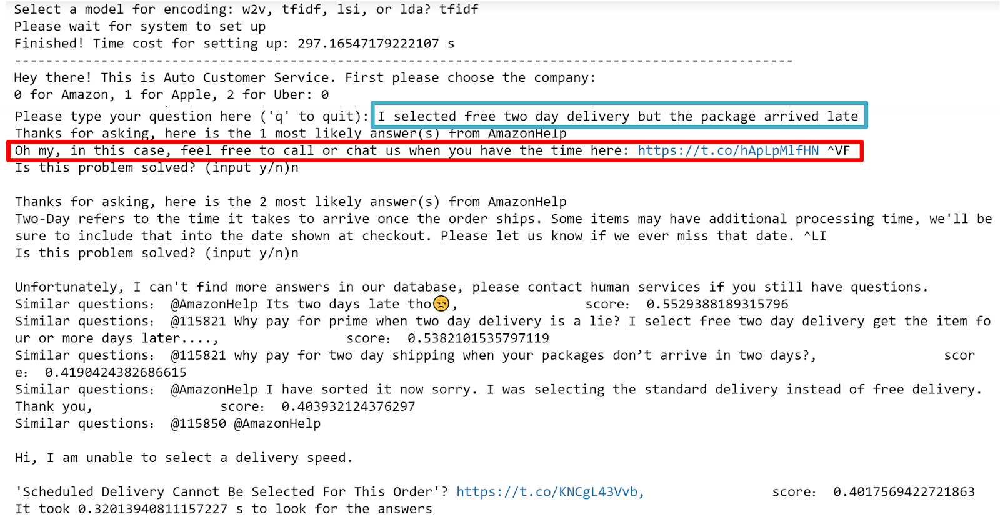 Select a model for encoding: w2v, tfidf, lsi, or lda? tfidf
Please wait for system to set up
Finished! Time cost for setting up: 297.16547179222107 s
---------------------------------------------------------------------------------------------------
Hey there! This is Auto Customer Service. First please choose the company:
0 for Amazon, 1 for Apple, 2 for Uber: 0
Please type your question here ('q' to quit): I selected free two day delivery but the package arrived late
Thanks for asking, here is the 1 most likely answer(s) from AmazonHelp
Oh my, in this case, feel free to call or chat us when you have the time here: https://t.co/hApLpMlfHN ^VF
Is this problem solved? (input y/n)n

Thanks for asking, here is the 2 most likely answer(s) from AmazonHelp
Two-Day refers to the time it takes to arrive once the order ships. Some items may have additional processing time, we'll be
sure to include that into the date shown at checkout. Please let us know if we ever miss that date. ^LI
Is this problem solved? (input y/n)n

Unfortunately, I can't find more answers in our database, please contact human services if you still have questions.
Similar questions: @AmazonHelp Its two days late tho😒, score: 0.5529388189315796
Similar questions: @115821 Why pay for prime when two day delivery is a lie? I select free two day delivery get the item fo
ur or more days later...., score: 0.5382101535797119
Similar questions: @115821 why pay for two day shipping when your packages don’t arrive in two days?, scor
e: 0.4190424382686615
Similar questions: @AmazonHelp I have sorted it now sorry. I was selecting the standard delivery instead of free delivery.
Thank you, score: 0.403932124376297
Similar questions: @115850 @AmazonHelp

Hi, I am unable to select a delivery speed.

'Scheduled Delivery Cannot Be Selected For This Order'? https://t.co/KNCgL43Vvb, score: 0.4017569422721863
It took 0.32013940811157227 s to look for the answers